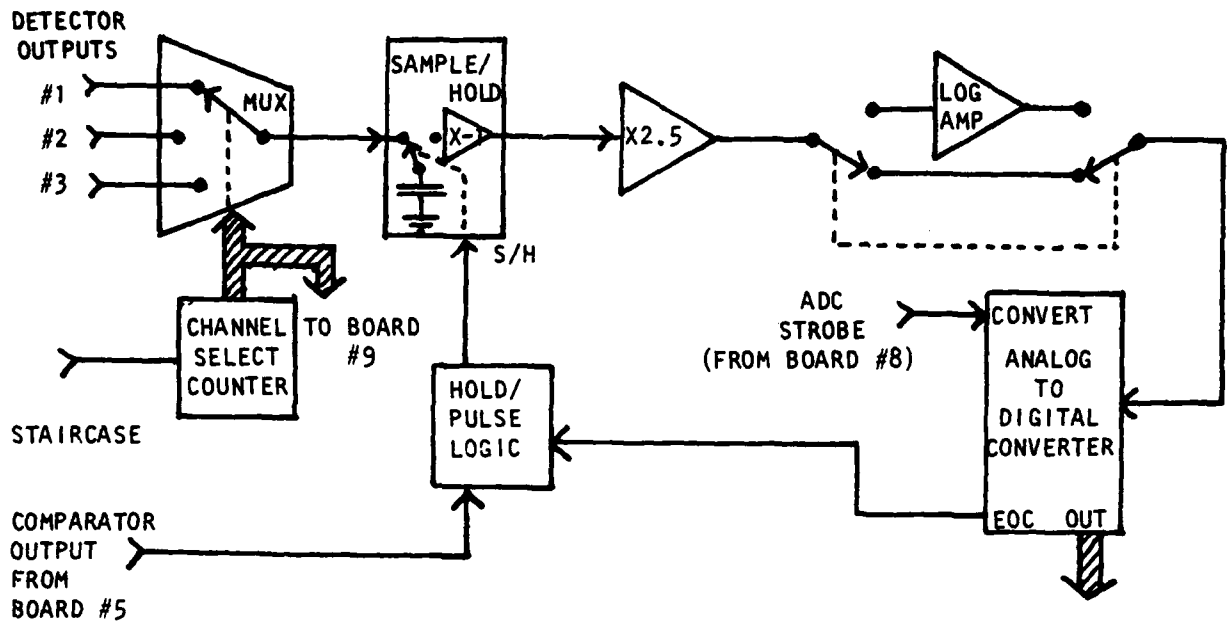 DETECTOR
OUTPUTS
#1
#2
#3
MUX
SAMPLE/
HOLD
X-1
S/H
X2.5
LOG
AMP
CHANNEL
SELECT
COUNTER
TO BOARD
#9
STAIRCASE
HOLD/
PULSE
LOGIC
ADC
STROBE
(FROM BOARD #8)
CONVERT
ANALOG
TO
DIGITAL
CONVERTER
EOC OUT
COMPARATOR
OUTPUT
FROM
BOARD #5